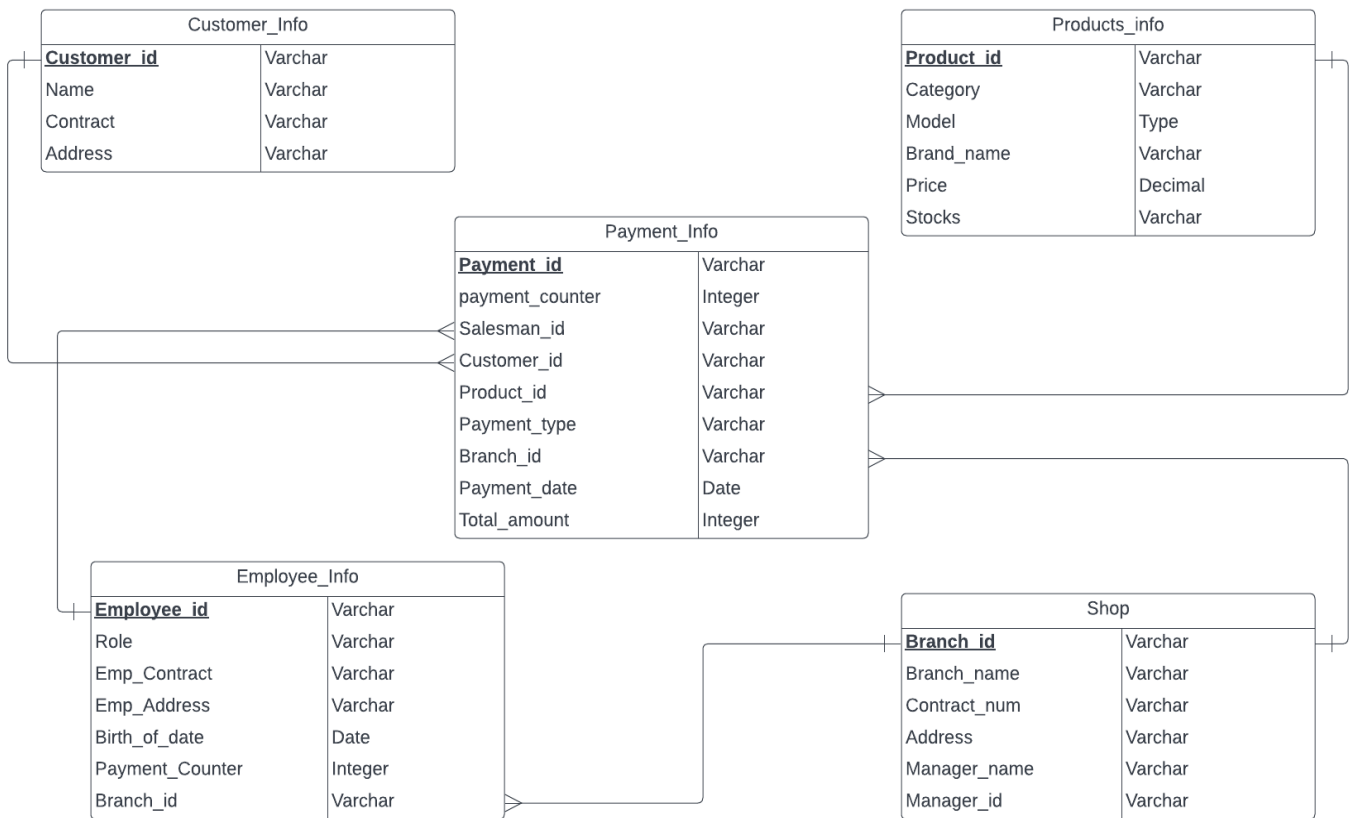 Customer_Info
Customer_id Varchar
Name Varchar
Contract Varchar
Address Varchar
Products_info
Product_id Varchar
Category Varchar
Model Type
Brand_name Varchar
Price Decimal
Stocks Varchar
Payment_Info
Payment_id Varchar
payment_counter Integer
Salesman_id Varchar
Customer_id Varchar
Product_id Varchar
Payment_type Varchar
Branch_id Varchar
Payment_date Date
Total_amount Integer
Employee_Info
Employee_id Varchar
Role Varchar
Emp_Contract Varchar
Emp_Address Varchar
Birth_of_date Date
Payment_Counter Integer
Branch_id Varchar
Shop
Branch_id Varchar
Branch_name Varchar
Contract_num Varchar
Address Varchar
Manager_name Varchar
Manager_id Varchar